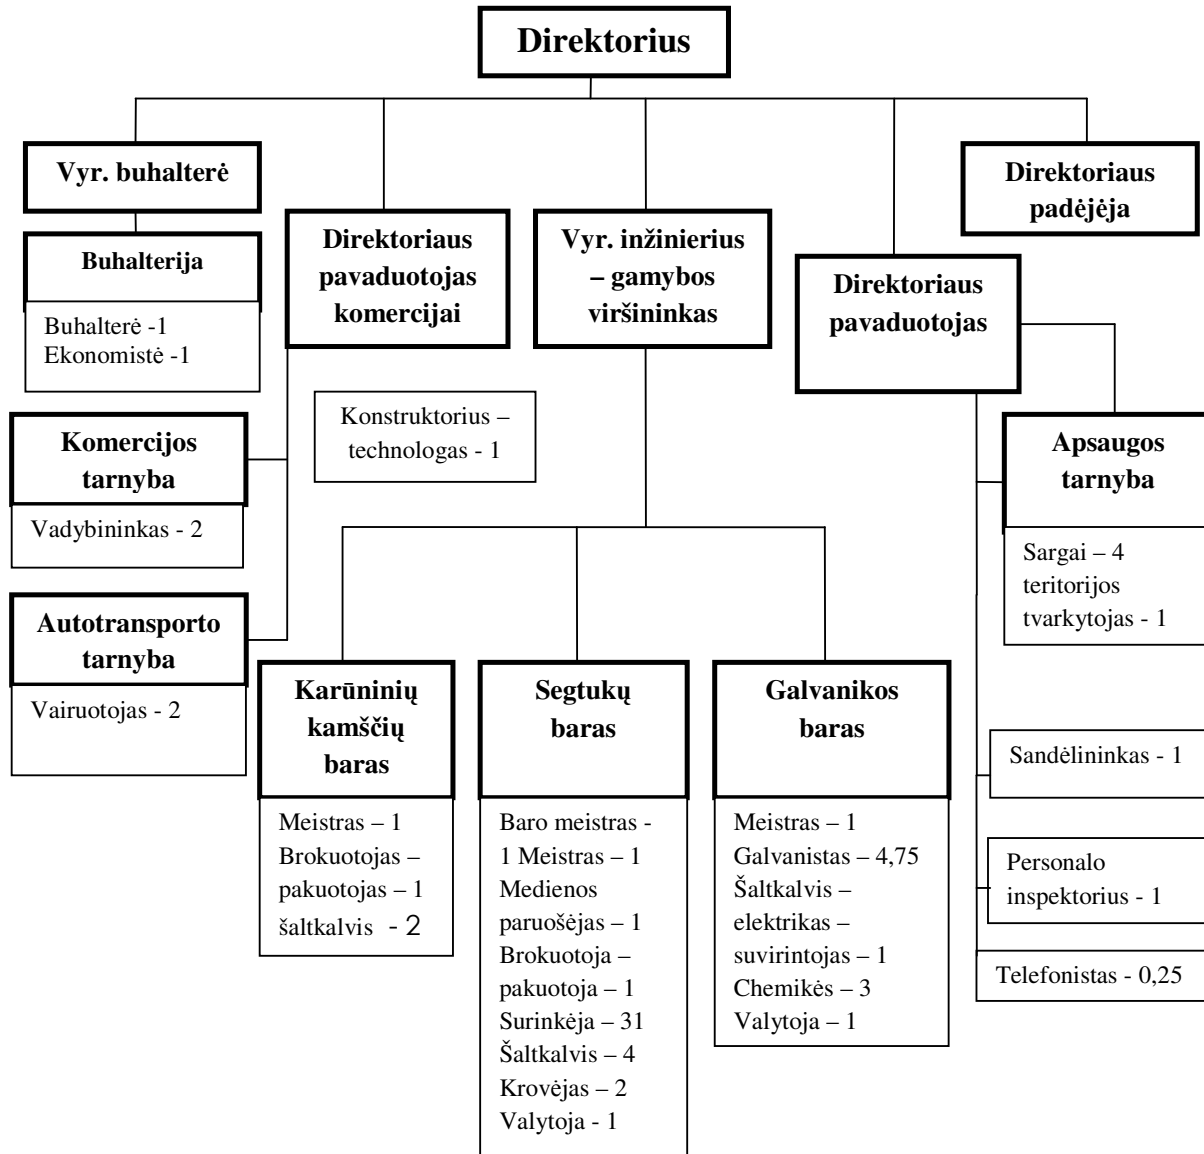 Direktorius
Vyr. buhalterė
Buhalterija
Buhalterė -1
Ekonomistė -1
Direktoriaus
pavaduotojas
komercijai
Komercijos
tarnyba
Vadybininkas - 2
Autotransporto
tarnyba
Vairuotojas - 2
Vyr. inžinierius
– gamybos
viršininkas
Konstruktorius –
technologas - 1
Karūninių
kamščių
baras
Meistras – 1
Brokuotojas –
pakuotojas – 1
šaltkalvis - 2
Segtukų
baras
Baro meistras -
1 Meistras – 1
Medienos
paruošėjas – 1
Brokuotoja –
pakuotoja – 1
Surinkėja – 31
Šaltkalvis – 4
Krovėjas – 2
Valytoja - 1
Galvanikos
baras
Meistras – 1
Galvanistas – 4,75
Šaltkalvis –
elektrikas –
suvirintojas – 1
Chemikės – 3
Valytoja – 1
Direktoriaus
pavaduotojas
Apsaugos
tarnyba
Sargai – 4
teritorijos
tvarkytojas - 1
Sandėlininkas - 1
Personalo
inspektorius - 1
Telefonistas - 0,25
Direktoriaus
padėjėja